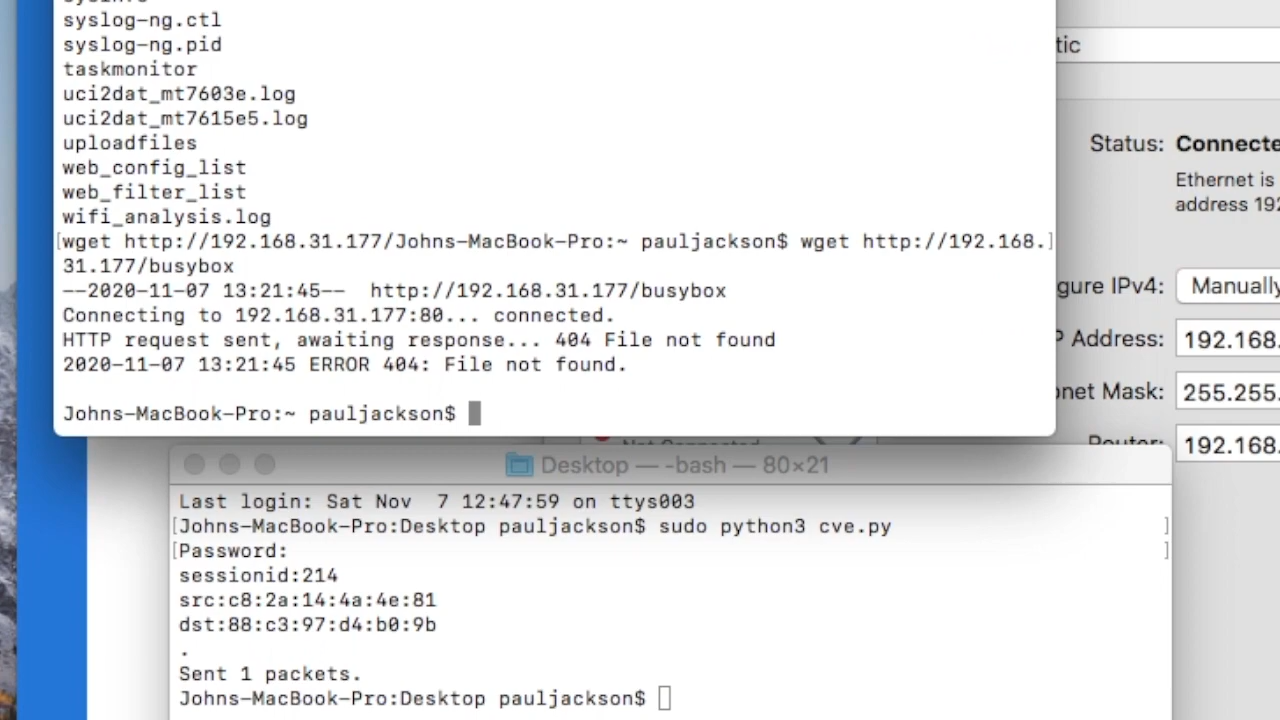 syslog-ng.ctl
syslog-ng.pid
taskmonitor
uci2dat_mt7603e.log
uci2dat_mt7615e5.log
uploadfiles
web_config_list
web_filter_list
wifi_analysis.log
[wget http://192.168.31.177/Johns-MacBook-Pro:~ pauljackson$ wget http://192.168.]
31.177/busybox
--2020-11-07 13:21:45--  http://192.168.31.177/busybox
Connecting to 192.168.31.177:80... connected.
HTTP request sent, awaiting response... 404 File not found
2020-11-07 13:21:45 ERROR 404: File not found.
Johns-MacBook-Pro:~ pauljackson$
tic
Status: Connecte
Ethernet is
address 192
gure IPv4: Manually
P Address: 192.168.
net Mask: 255.255.
Router: 192.168.
Not Connected
Desktop — -bash — 80×21
Last login: Sat Nov  7 12:47:59 on ttys003
[Johns-MacBook-Pro:Desktop pauljackson$ sudo python3 cve.py ]
[Password: ]
sessionid:214
src:c8:2a:14:4a:4e:81
dst:88:c3:97:d4:b0:9b
.
Sent 1 packets.
Johns-MacBook-Pro:Desktop pauljackson$